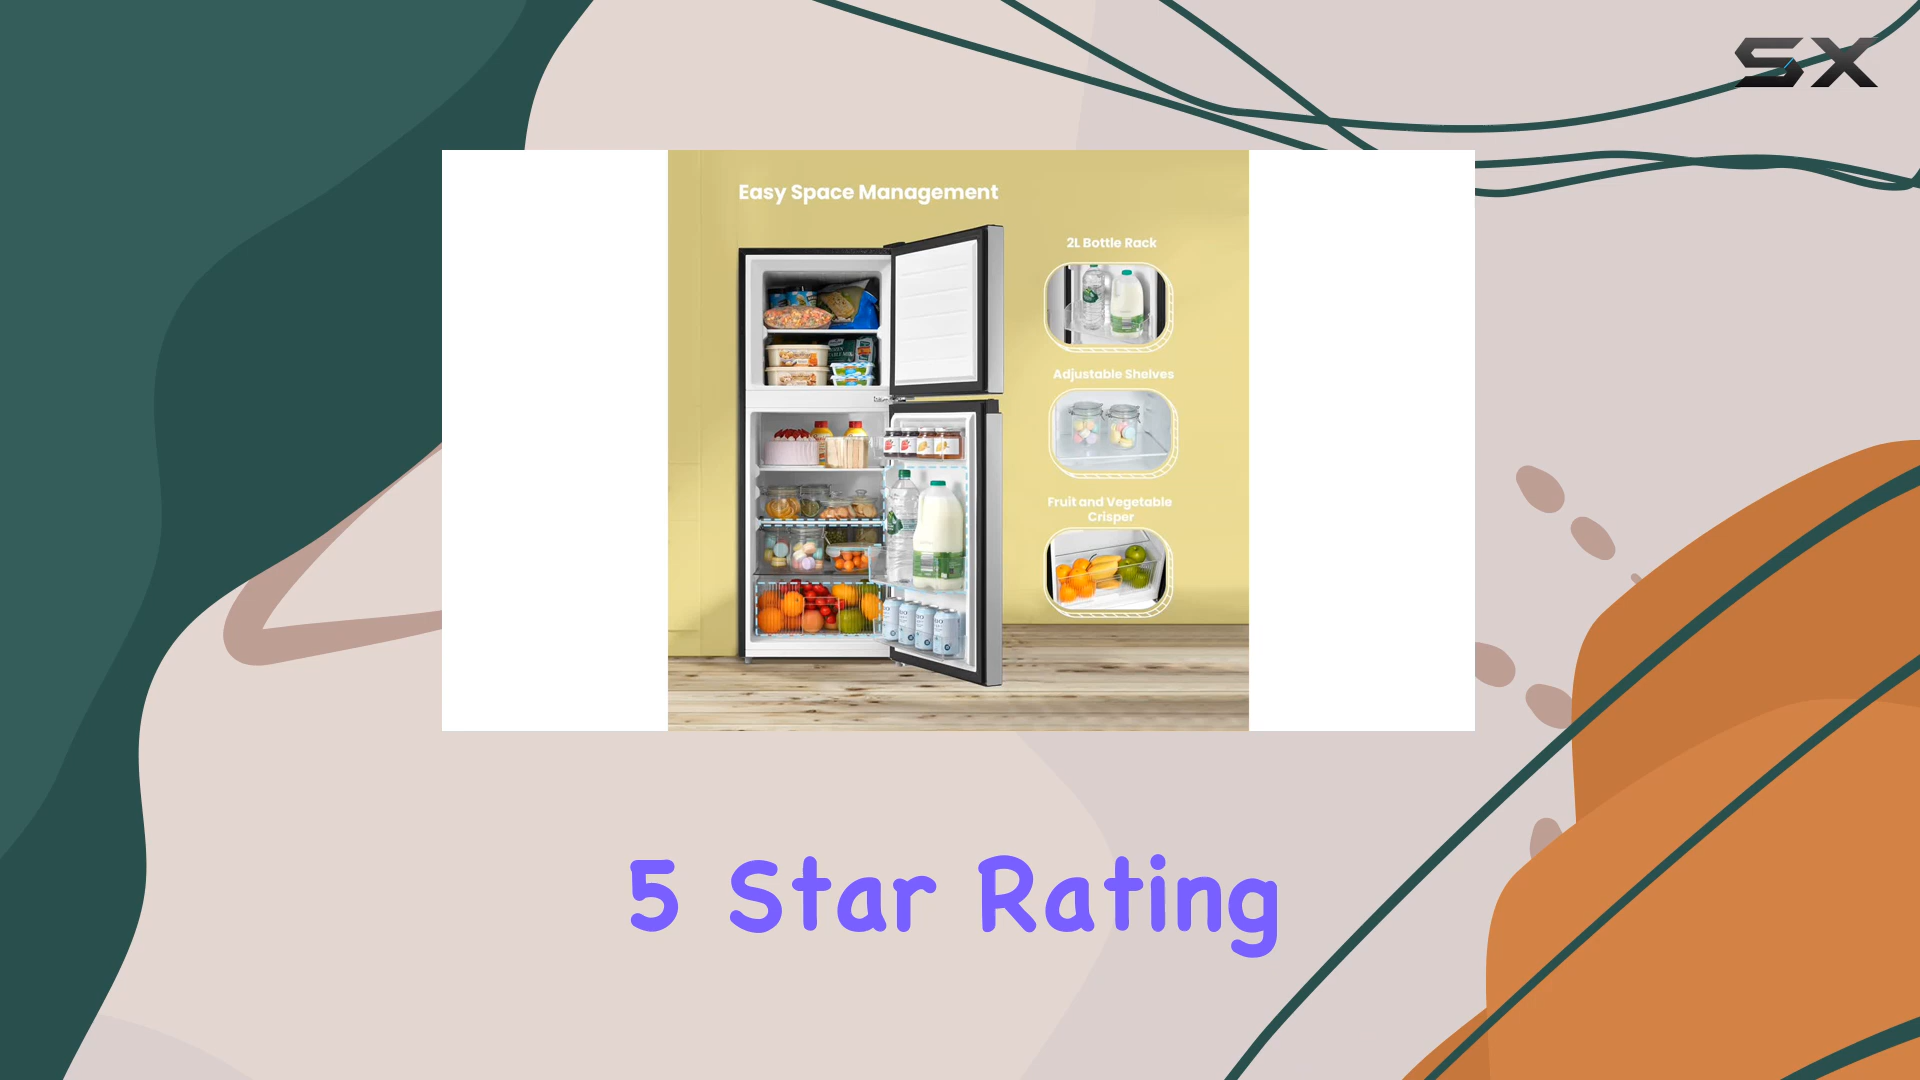 SX
Easy Space Management
2L Bottle Rack
Adjustable Shelves
Fruit and Vegetable
Crisper
5 Star Rating